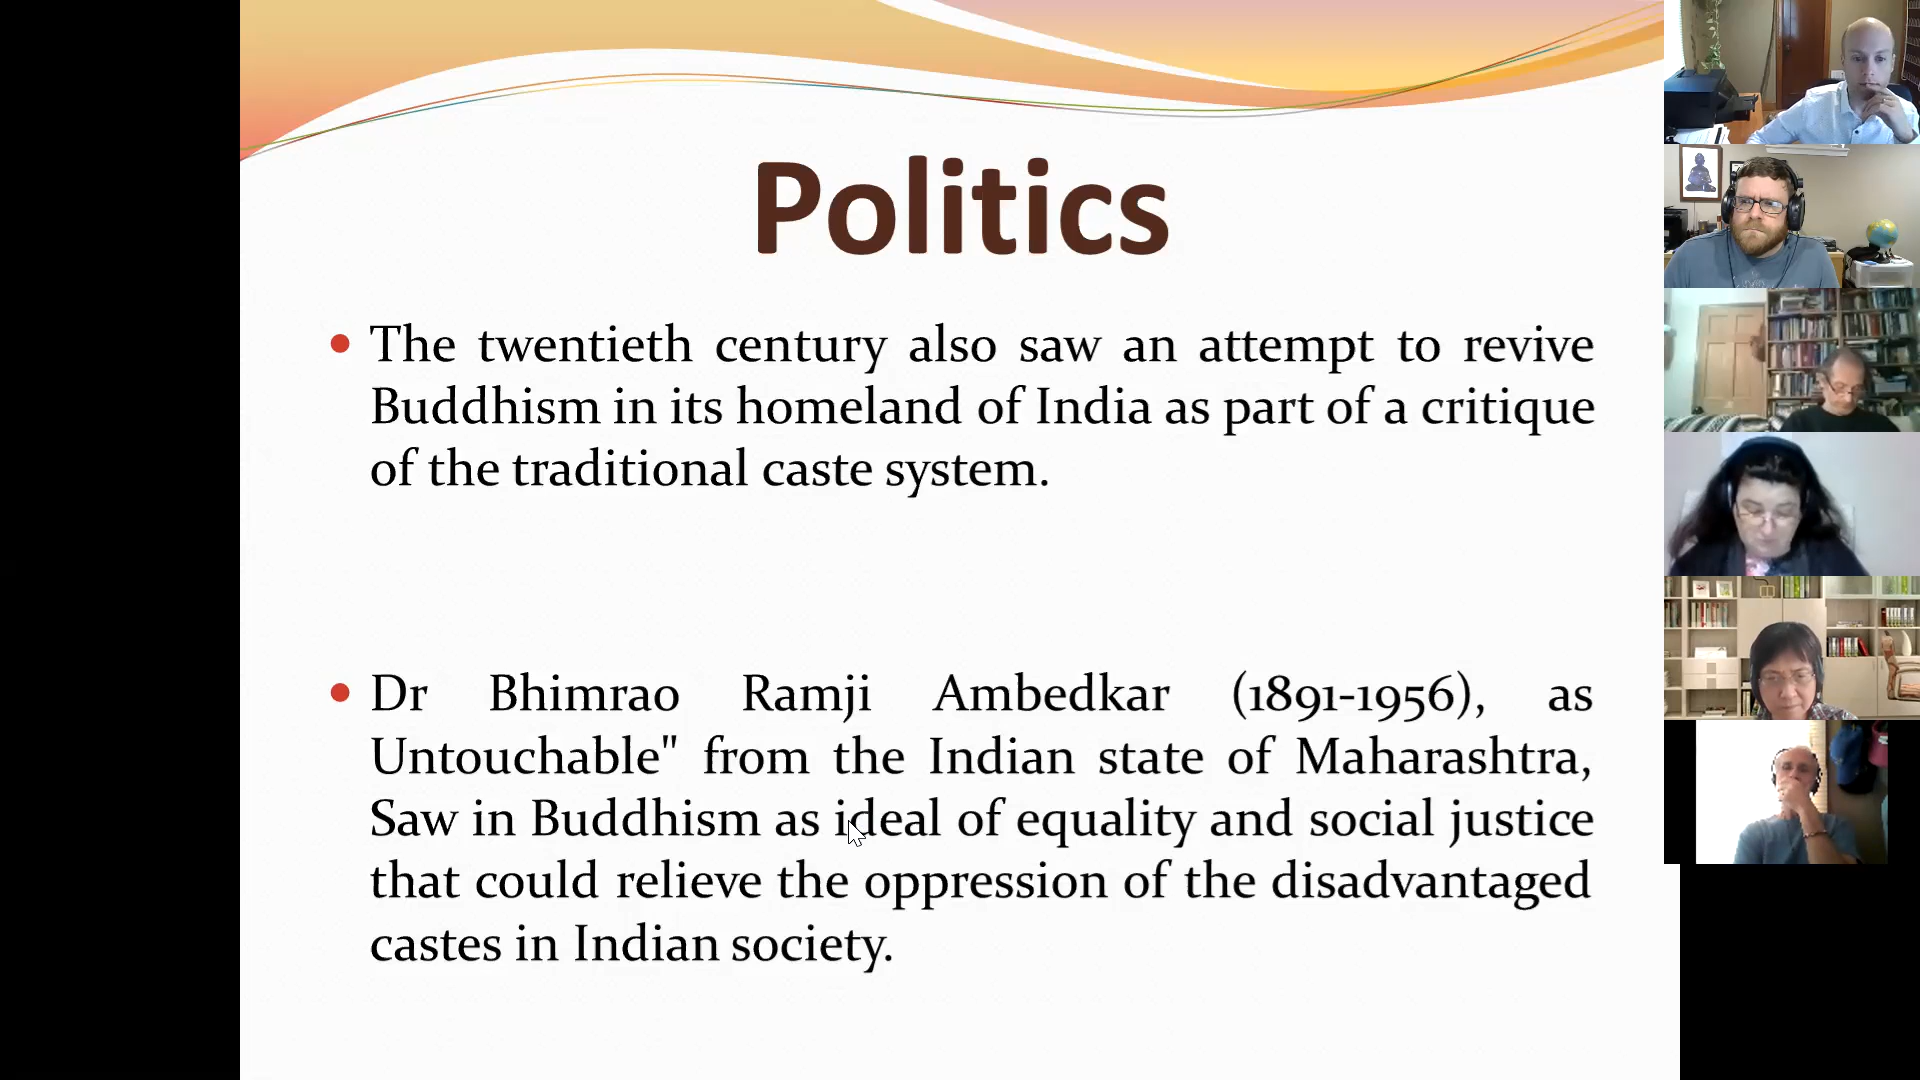 Politics
The twentieth century also saw an attempt to revive
Buddhism in its homeland of India as part of a critique
of the traditional caste system.
Dr Bhimrao Ramji Ambedkar (1891-1956), as
Untouchable" from the Indian state of Maharashtra,
Saw in Buddhism as ideal of equality and social justice
that could relieve the oppression of the disadvantaged
castes in Indian society.